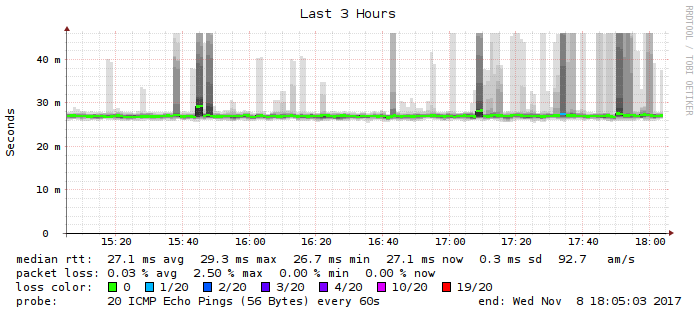 Last 3 Hours
RRDTOOL / TOBI OETIKER
Seconds
40 m
30 m
20 m
10 m
0
15:20 15:40 16:00 16:20 16:40 17:00 17:20 17:40 18:00
median rtt: 27.1 ms avg 29.3 ms max 26.7 ms min 27.1 ms now 0.3 ms sd 92.7 am/s
packet loss: 0.03 % avg 2.50 % max 0.00 % min 0.00 % now
loss color: 0 1/20 2/20 3/20 4/20 10/20 19/20
probe: 20 ICMP Echo Pings (56 Bytes) every 60s end: Wed Nov 8 18:05:03 2017